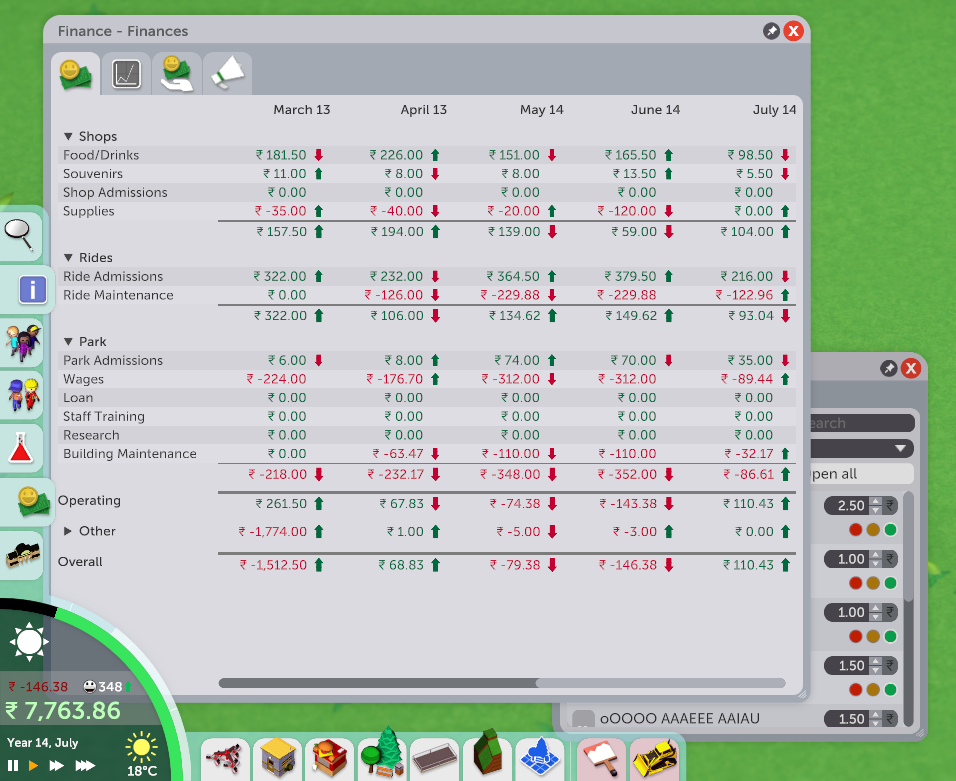 Finance - Finances
March 13 April 13 May 14 June 14 July 14
▼ Shops
Food/Drinks ₹ 181.50 ₹ 226.00 ₹ 151.00 ₹ 165.50 ₹ 98.50
Souvenirs ₹ 11.00 ₹ 8.00 ₹ 8.00 ₹ 13.50 ₹ 5.50
Shop Admissions ₹ 0.00 ₹ 0.00 ₹ 0.00 ₹ 0.00 ₹ 0.00
Supplies ₹ -35.00 ₹ -40.00 ₹ -20.00 ₹ -120.00 ₹ 0.00
₹ 157.50 ₹ 194.00 ₹ 139.00 ₹ 59.00 ₹ 104.00
▼ Rides
Ride Admissions ₹ 322.00 ₹ 232.00 ₹ 364.50 ₹ 379.50 ₹ 216.00
Ride Maintenance ₹ 0.00 ₹ -126.00 ₹ -229.88 ₹ -229.88 ₹ -122.96
₹ 322.00 ₹ 106.00 ₹ 134.62 ₹ 149.62 ₹ 93.04
▼ Park
Park Admissions ₹ 6.00 ₹ 8.00 ₹ 74.00 ₹ 70.00 ₹ 35.00
Wages ₹ -224.00 ₹ -176.70 ₹ -312.00 ₹ -312.00 ₹ -89.44
Loan ₹ 0.00 ₹ 0.00 ₹ 0.00 ₹ 0.00 ₹ 0.00
Staff Training ₹ 0.00 ₹ 0.00 ₹ 0.00 ₹ 0.00 ₹ 0.00
Research ₹ 0.00 ₹ 0.00 ₹ 0.00 ₹ 0.00 ₹ 0.00
Building Maintenance ₹ 0.00 ₹ -63.47 ₹ -110.00 ₹ -110.00 ₹ -32.17
₹ -218.00 ₹ -232.17 ₹ -348.00 ₹ -352.00 ₹ -86.61
Operating ₹ 261.50 ₹ 67.83 ₹ -74.38 ₹ -143.38 ₹ 110.43
▶ Other ₹ -1,774.00 ₹ 1.00 ₹ -5.00 ₹ -3.00 ₹ 0.00
Overall ₹ -1,512.50 ₹ 68.83 ₹ -79.38 ₹ -146.38 ₹ 110.43
earch
pen all
2.50 ₹
1.00 ₹
1.00 ₹
1.50 ₹
oOOOO AAAEEE AAIAU 1.50 ₹
₹ -146.38 348
₹ 7,763.86
Year 14, July
18°C